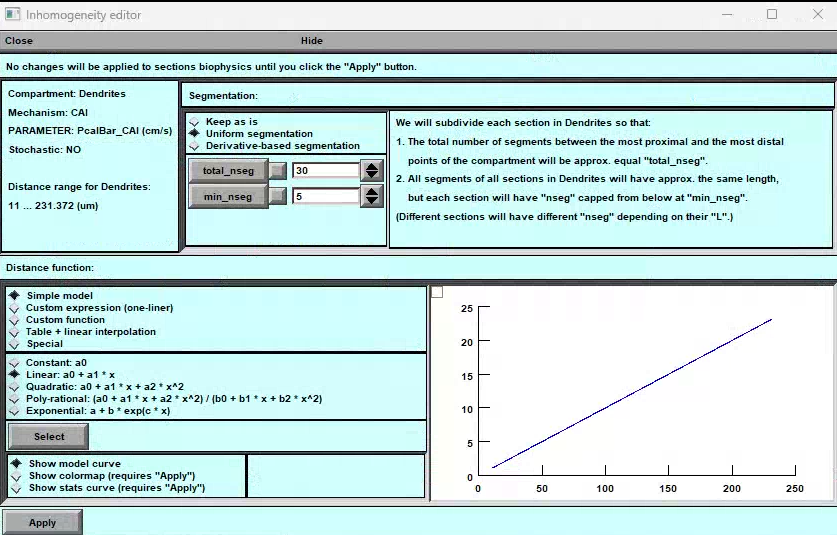 Inhomogeneity editor
Close Hide
No changes will be applied to sections biophysics until you click the "Apply" button.
Compartment: Dendrites
Mechanism: CAl
PARAMETER: PcalBar_CAl (cm/s)
Stochastic: NO
Distance range for Dendrites:
11 ... 231.372 (um)
Segmentation:
Keep as is
Uniform segmentation
Derivative-based segmentation
total_nseg 30
min_nseg 5
We will subdivide each section in Dendrites so that:
1. The total number of segments between the most proximal and the most distal
points of the compartment will be approx. equal "total_nseg".
2. All segments of all sections in Dendrites will have approx. the same length,
but each section will have "nseg" capped from below at "min_nseg".
(Different sections will have different "nseg" depending on their "L".)
Distance function:
Simple model
Custom expression (one-liner)
Custom function
Table + linear interpolation
Special
Constant: a0
Linear: a0 + a1 * x
Quadratic: a0 + a1 * x + a2 * x^2
Poly-rational: (a0 + a1 * x + a2 * x^2) / (b0 + b1 * x + b2 * x^2)
Exponential: a + b * exp(c * x)
Select
Show model curve
Show colormap (requires "Apply")
Show stats curve (requires "Apply")
25
20
15
10
5
0
0 50 100 150 200 250
Apply